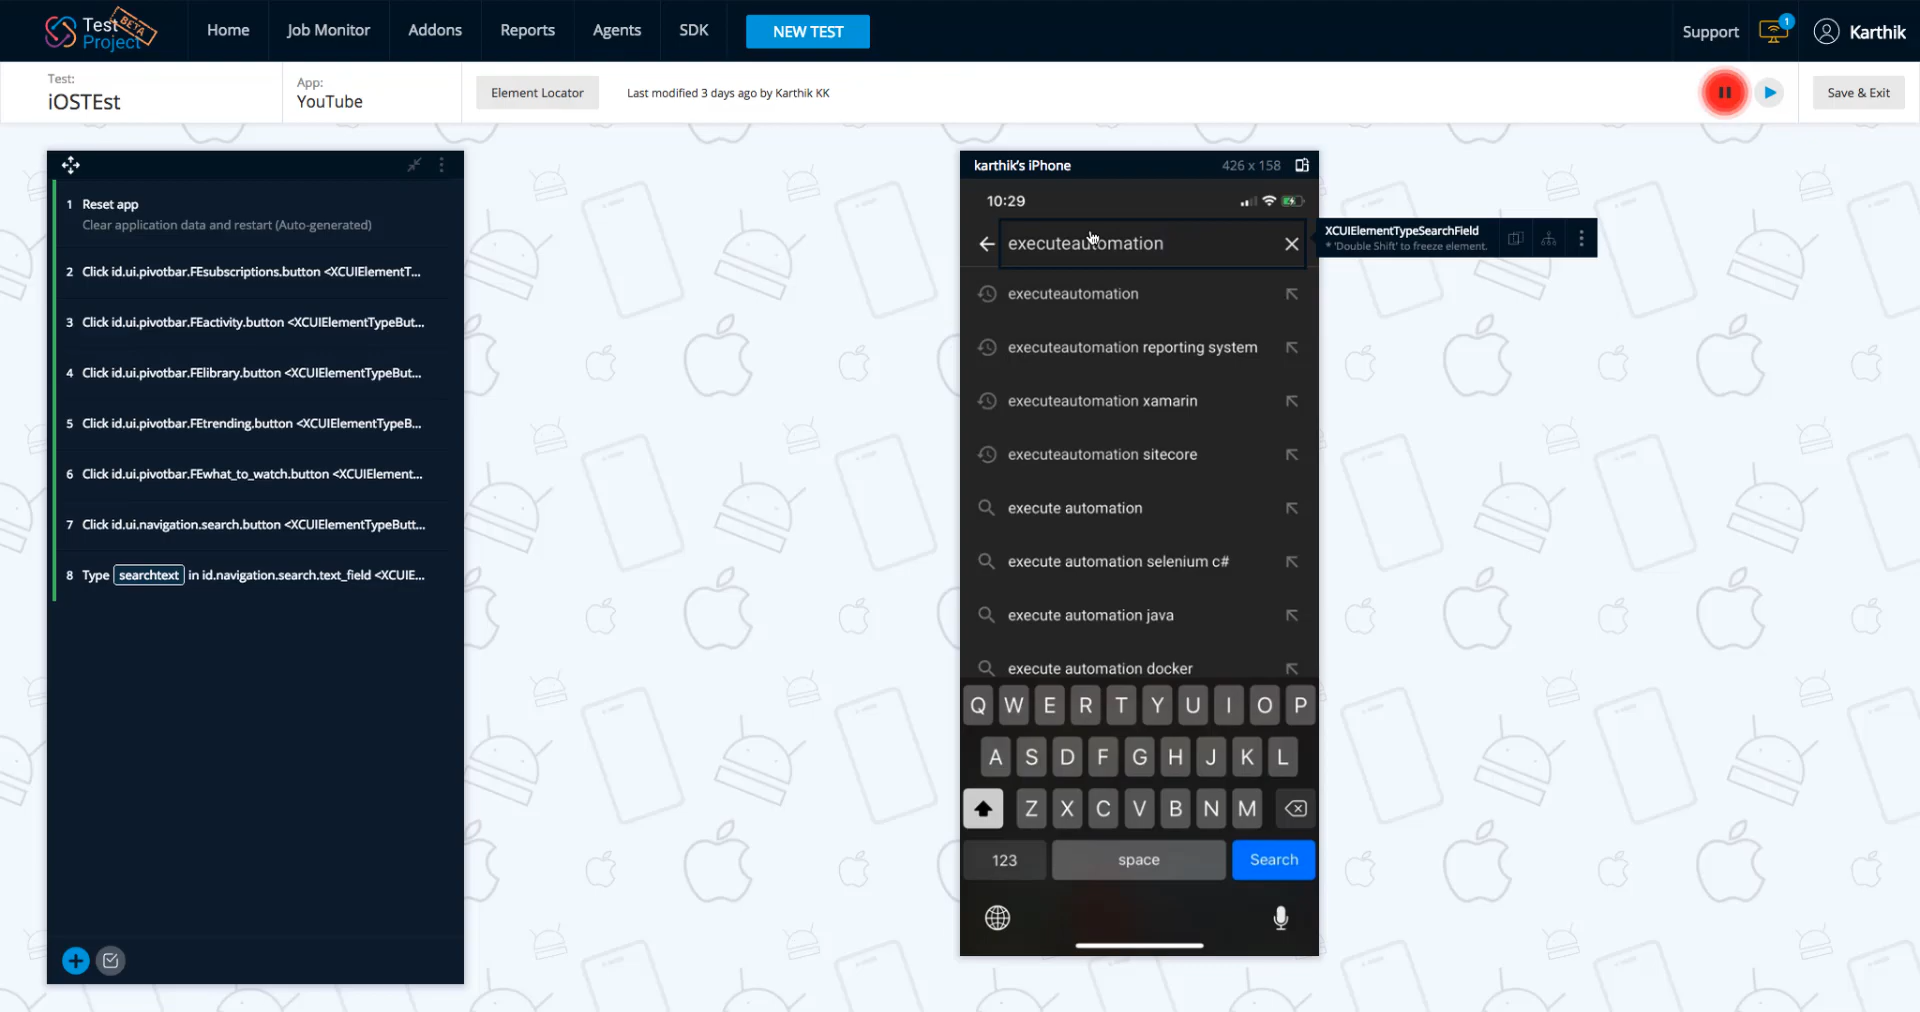 Test
Project
BETA
Home
Job Monitor
Addons
Reports
Agents
SDK
NEW TEST
Support
1
Karthik
Test:
iOSTEst
App:
YouTube
Element Locator
Last modified 3 days ago by Karthik KK
Save & Exit
1 Reset app
Clear application data and restart (Auto-generated)
2 Click id.ui.pivotbar.FEsubscriptions.button <XCUIElementT...
3 Click id.ui.pivotbar.FEactivity.button <XCUIElementTypeBut...
4 Click id.ui.pivotbar.FElibrary.button <XCUIElementTypeBut...
5 Click id.ui.pivotbar.FEtrending.button <XCUIElementTypeB...
6 Click id.ui.pivotbar.FEwhat_to_watch.button <XCUIElement...
7 Click id.ui.navigation.search.button <XCUIElementTypeButt...
8 Type searchtext in id.navigation.search.text_field <XCUIE...
karthik's iPhone
426 x 158
10:29
executeautomation
XCUIElementTypeSearchField
* 'Double Shift' to freeze element.
executeautomation
executeautomation reporting system
executeautomation xamarin
executeautomation sitecore
execute automation
execute automation selenium c#
execute automation java
execute automation docker
Q W E R T Y U I O P
A S D F G H J K L
Z X C V B N M
123
space
Search